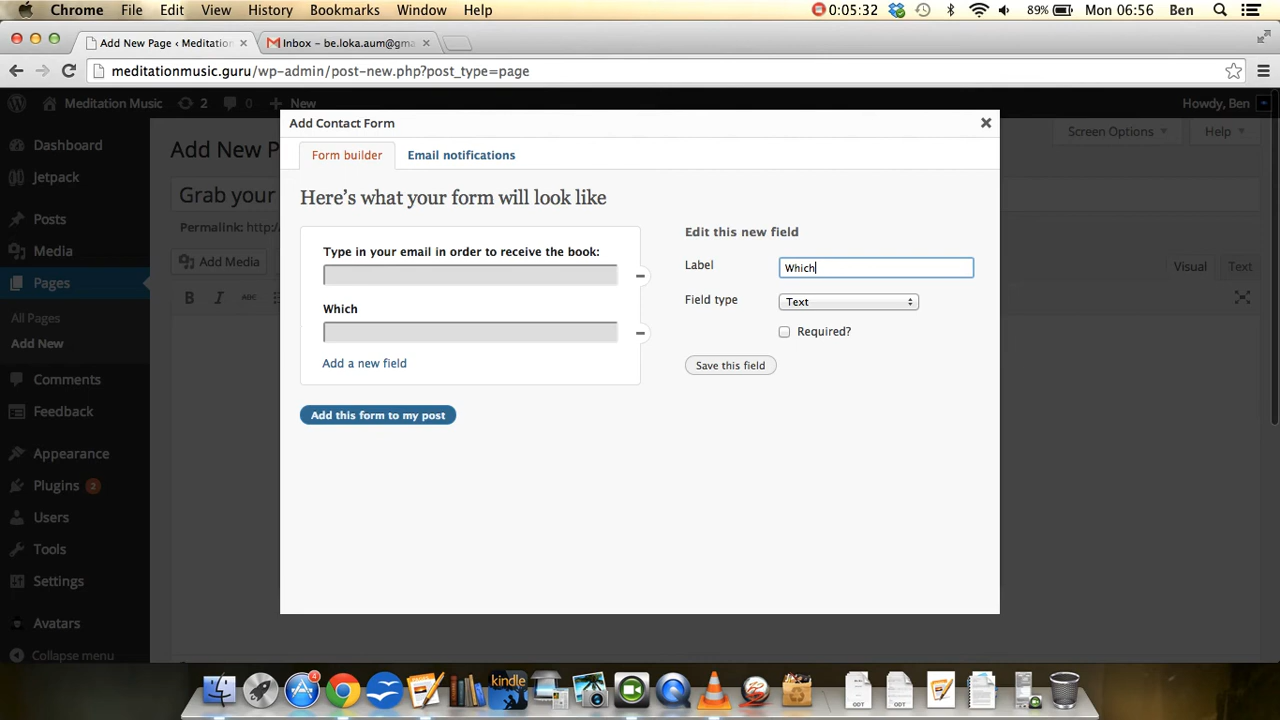 Chrome File Edit View History Bookmarks Window Help 0:05:32 89% Mon 06:56 Ben
Add New Page ‹ Meditation
Inbox – be.loka.aum@gma
meditationmusic.guru/wp-admin/post-new.php?post_type=page
Meditation Music 2 0 New Howdy, Ben
Dashboard
Jetpack
Posts
Media
Pages
All Pages
Add New
Comments
Feedback
Appearance
Plugins 2
Users
Tools
Settings
Avatars
Collapse menu
Add New P
Screen Options Help
Grab your
Permalink: http:/
Add Media
Visual Text
B I ABC
Add Contact Form
Form builder Email notifications
Here's what your form will look like
Type in your email in order to receive the book:
Which
Add a new field
Add this form to my post
Edit this new field
Label Which
Field type Text
Required?
Save this field
4
kindle
ODT ODT